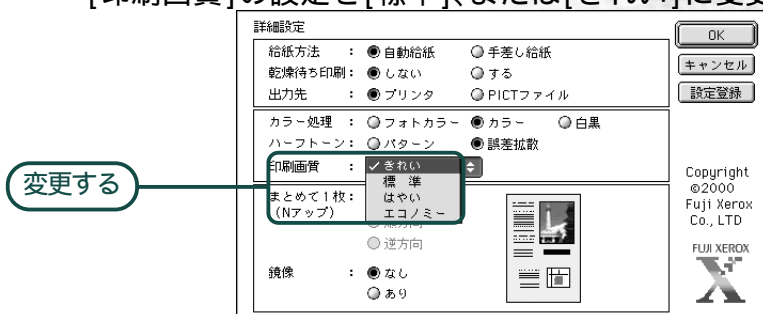 [印刷画質]の設定を[標準]、または[きれい]に変更
詳細設定
給紙方法 : 自動給紙 手差し給紙
乾燥待ち印刷: しない する
出力先 : プリンタ PICTファイル
カラー処理 : フォトカラー カラー 白黒
ハーフトーン: パターン 誤差拡散
印刷画質 : ✓きれい
標 準
はやい
エコノミー
まとめて1枚:
(Nアップ)
逆方向
鏡像 : なし
あり
変更する
OK
キャンセル
設定登録
Copyright
©2000
Fuji Xerox
Co., LTD
FUJI XEROX